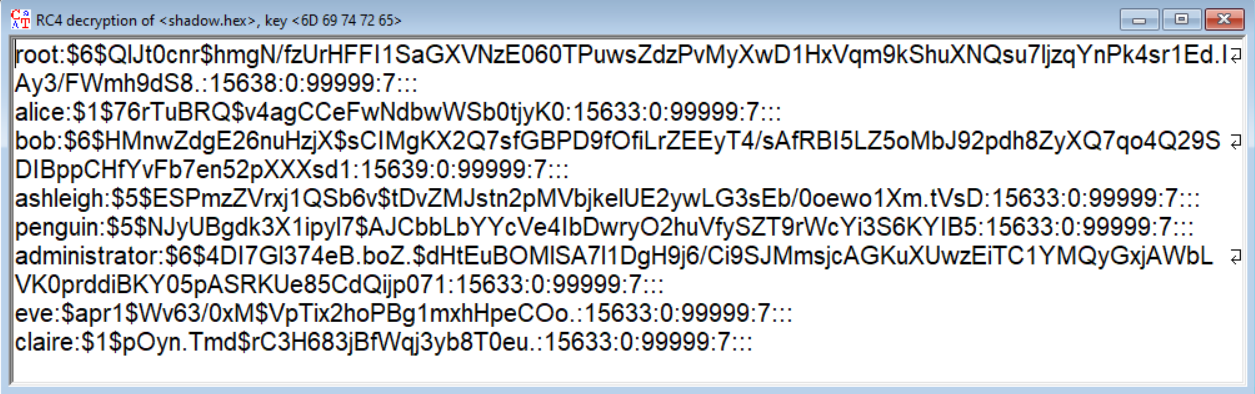 RC4 decryption of <shadow.hex>, key <6D 69 74 72 65>
root:$6$QIJt0cnr$hmgN/fzUrHFFI1SaGXVNzE060TPuwsZdzPvMyXwD1HxVqm9kShuXNQsu7ljzqYnPk4sr1Ed.I
Ay3/FWmh9dS8.:15638:0:99999:7:::
alice:$1$76rTuBRQ$v4agCCeFwNdbwWSb0tjyK0:15633:0:99999:7:::
bob:$6$HMnwZdgE26nuHzjX$sCIMgKX2Q7sfGBPD9fOfiLrZEEyT4/sAfRBI5LZ5oMbJ92pdh8ZyXQ7qo4Q29S
DIBppCHfYvFb7en52pXXXsd1:15639:0:99999:7:::
ashleigh:$5$ESPmzZVrxj1QSb6v$tDvZMJstn2pMVbjkelUE2ywLG3sEb/0oewo1Xm.tVsD:15633:0:99999:7:::
penguin:$5$NJyUBgdk3X1ipyI7$AJCbbLbYYcVe4IbDwryO2huVfySZT9rWcYi3S6KYIB5:15633:0:99999:7:::
administrator:$6$4DI7GI374eB.boZ.$dHtEuBOMlSA7l1DgH9j6/Ci9SJMmsjcAGKuXUwzEiTC1YMQyGxjAWbL
VK0prddiBKY05pASRKUe85CdQijp071:15633:0:99999:7:::
eve:$apr1$Wv63/0xM$VpTix2hoPBg1mxhHpeCOo.:15633:0:99999:7:::
claire:$1$pOyn.Tmd$rC3H683jBfWqj3yb8T0eu.:15633:0:99999:7:::